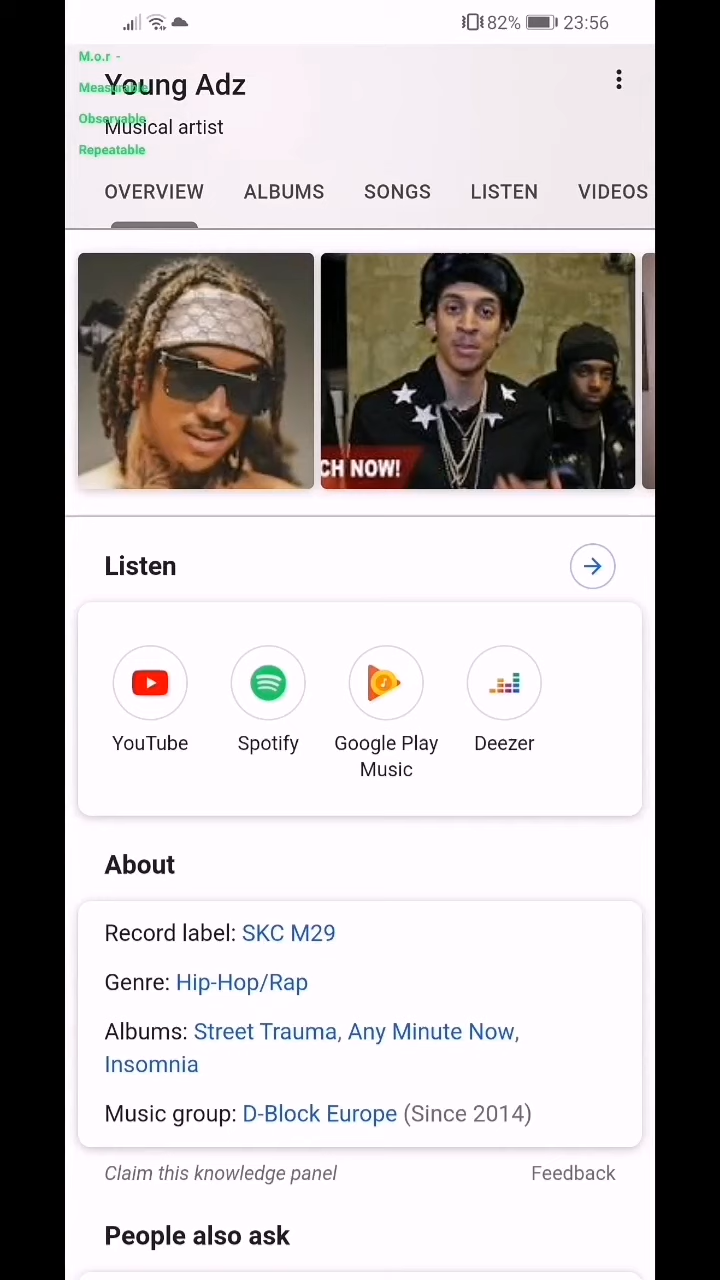 82% 23:56
M.o.r -
Young Adz
Measurable
Observable
Musical artist
Repeatable
OVERVIEW ALBUMS SONGS LISTEN VIDEOS
CH NOW!
Listen
YouTube Spotify Google Play Deezer
Music
About
Record label: SKC M29
Genre: Hip-Hop/Rap
Albums: Street Trauma, Any Minute Now,
Insomnia
Music group: D-Block Europe (Since 2014)
Claim this knowledge panel Feedback
People also ask